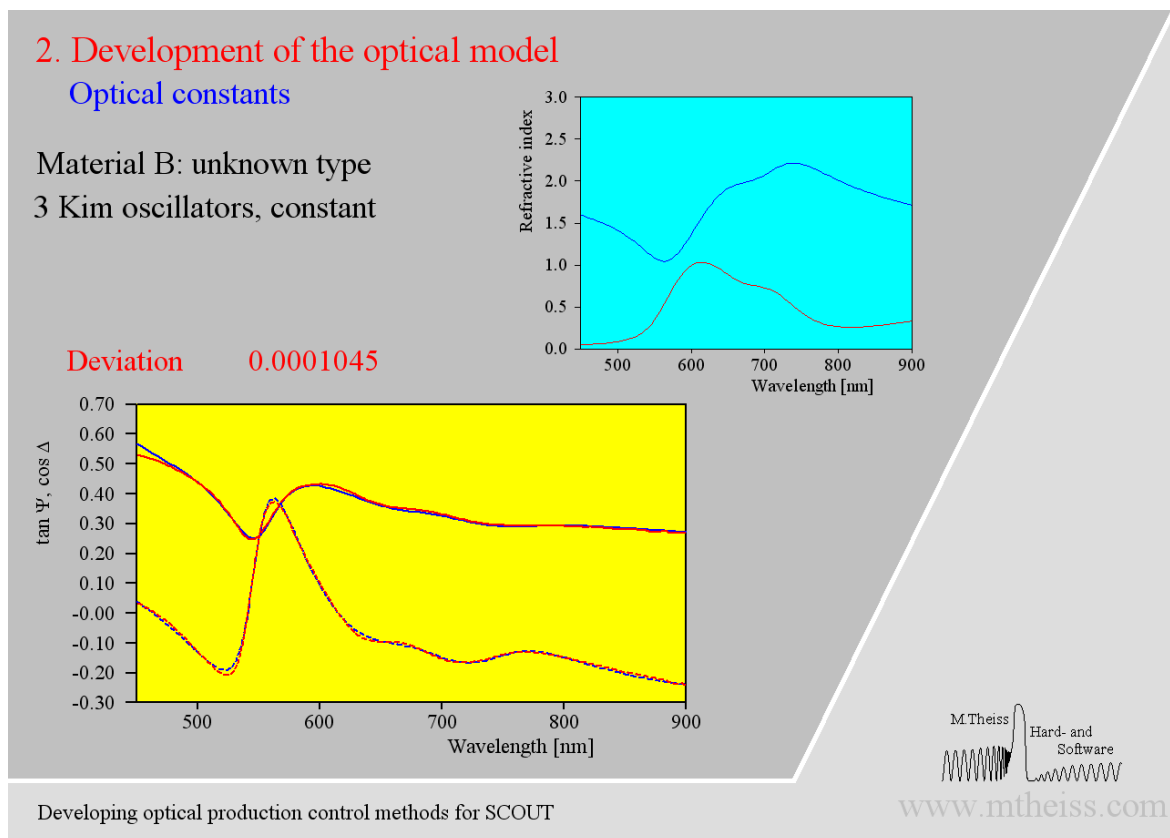 2. Development of the optical model
Optical constants
Material B: unknown type
3 Kim oscillators, constant
Refractive index
3.0
2.5
2.0
1.5
1.0
0.5
0.0
500 600 700 800 900
Wavelength [nm]
Deviation 0.0001045
tan Ψ, cos Δ
0.70
0.60
0.50
0.40
0.30
0.20
0.10
-0.00
-0.10
-0.20
-0.30
500 600 700 800 900
Wavelength [nm]
M.Theiss
Hard- and
Software
www.mtheiss.com
Developing optical production control methods for SCOUT